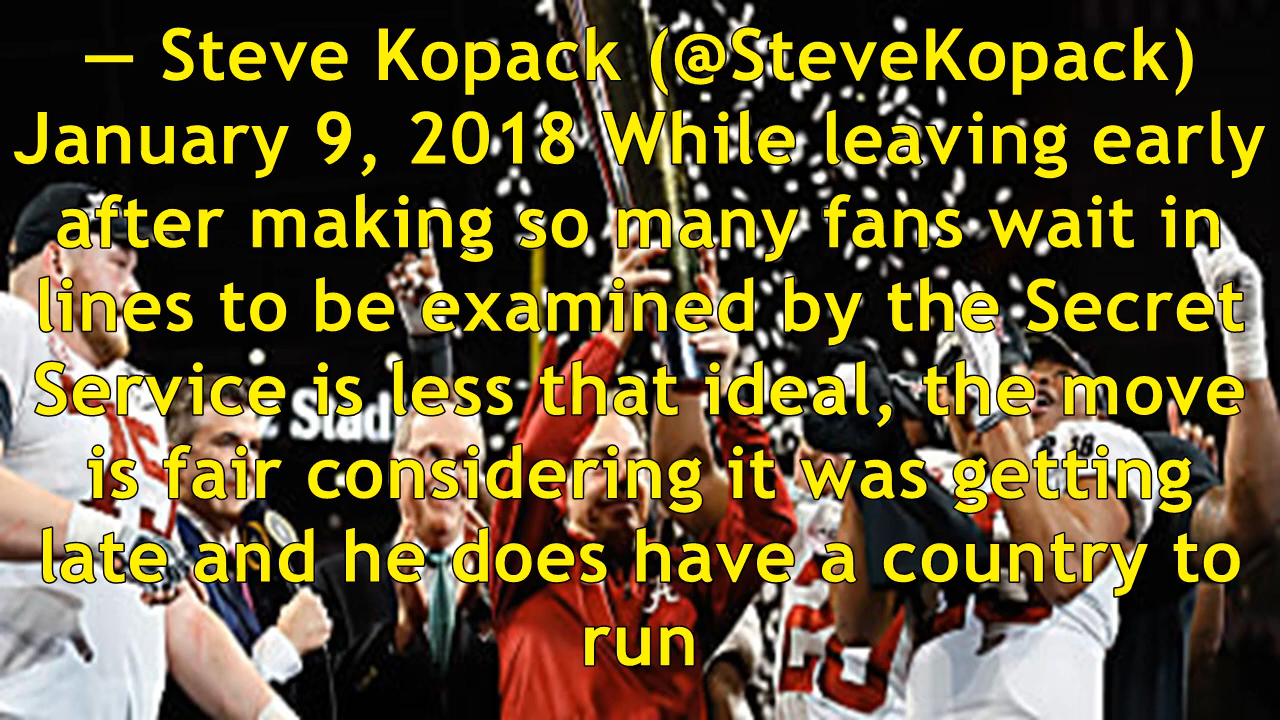 — Steve Kopack (@SteveKopack)
January 9, 2018 While leaving early
after making so many fans wait in
lines to be examined by the Secret
Service is less that ideal, the move
is fair considering it was getting
late and he does have a country to
run
Stad
A
18